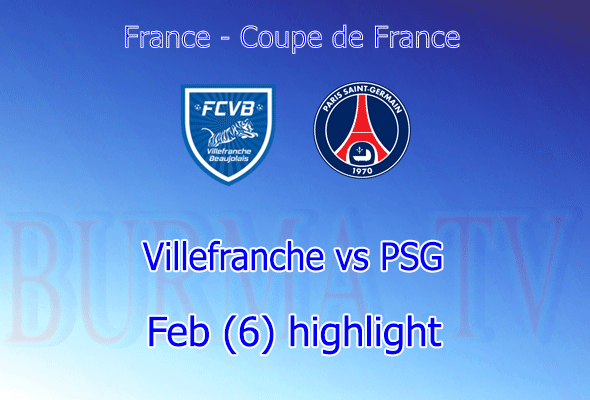 France - Coupe de France
FCVB
Villefranche
Beaujolais
PARIS SAINT-GERMAIN
1970
BURMA TV
Villefranche vs PSG
Feb (6) highlight